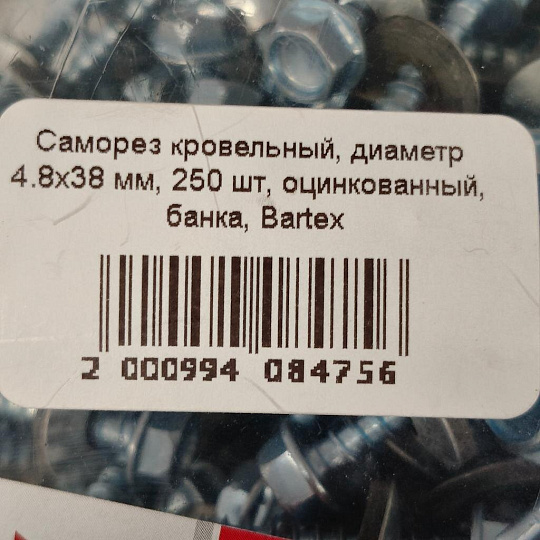 Саморез кровельный, диаметр
4.8х38 мм, 250 шт, оцинкованный,
банка, Bartex
2 000994 084756